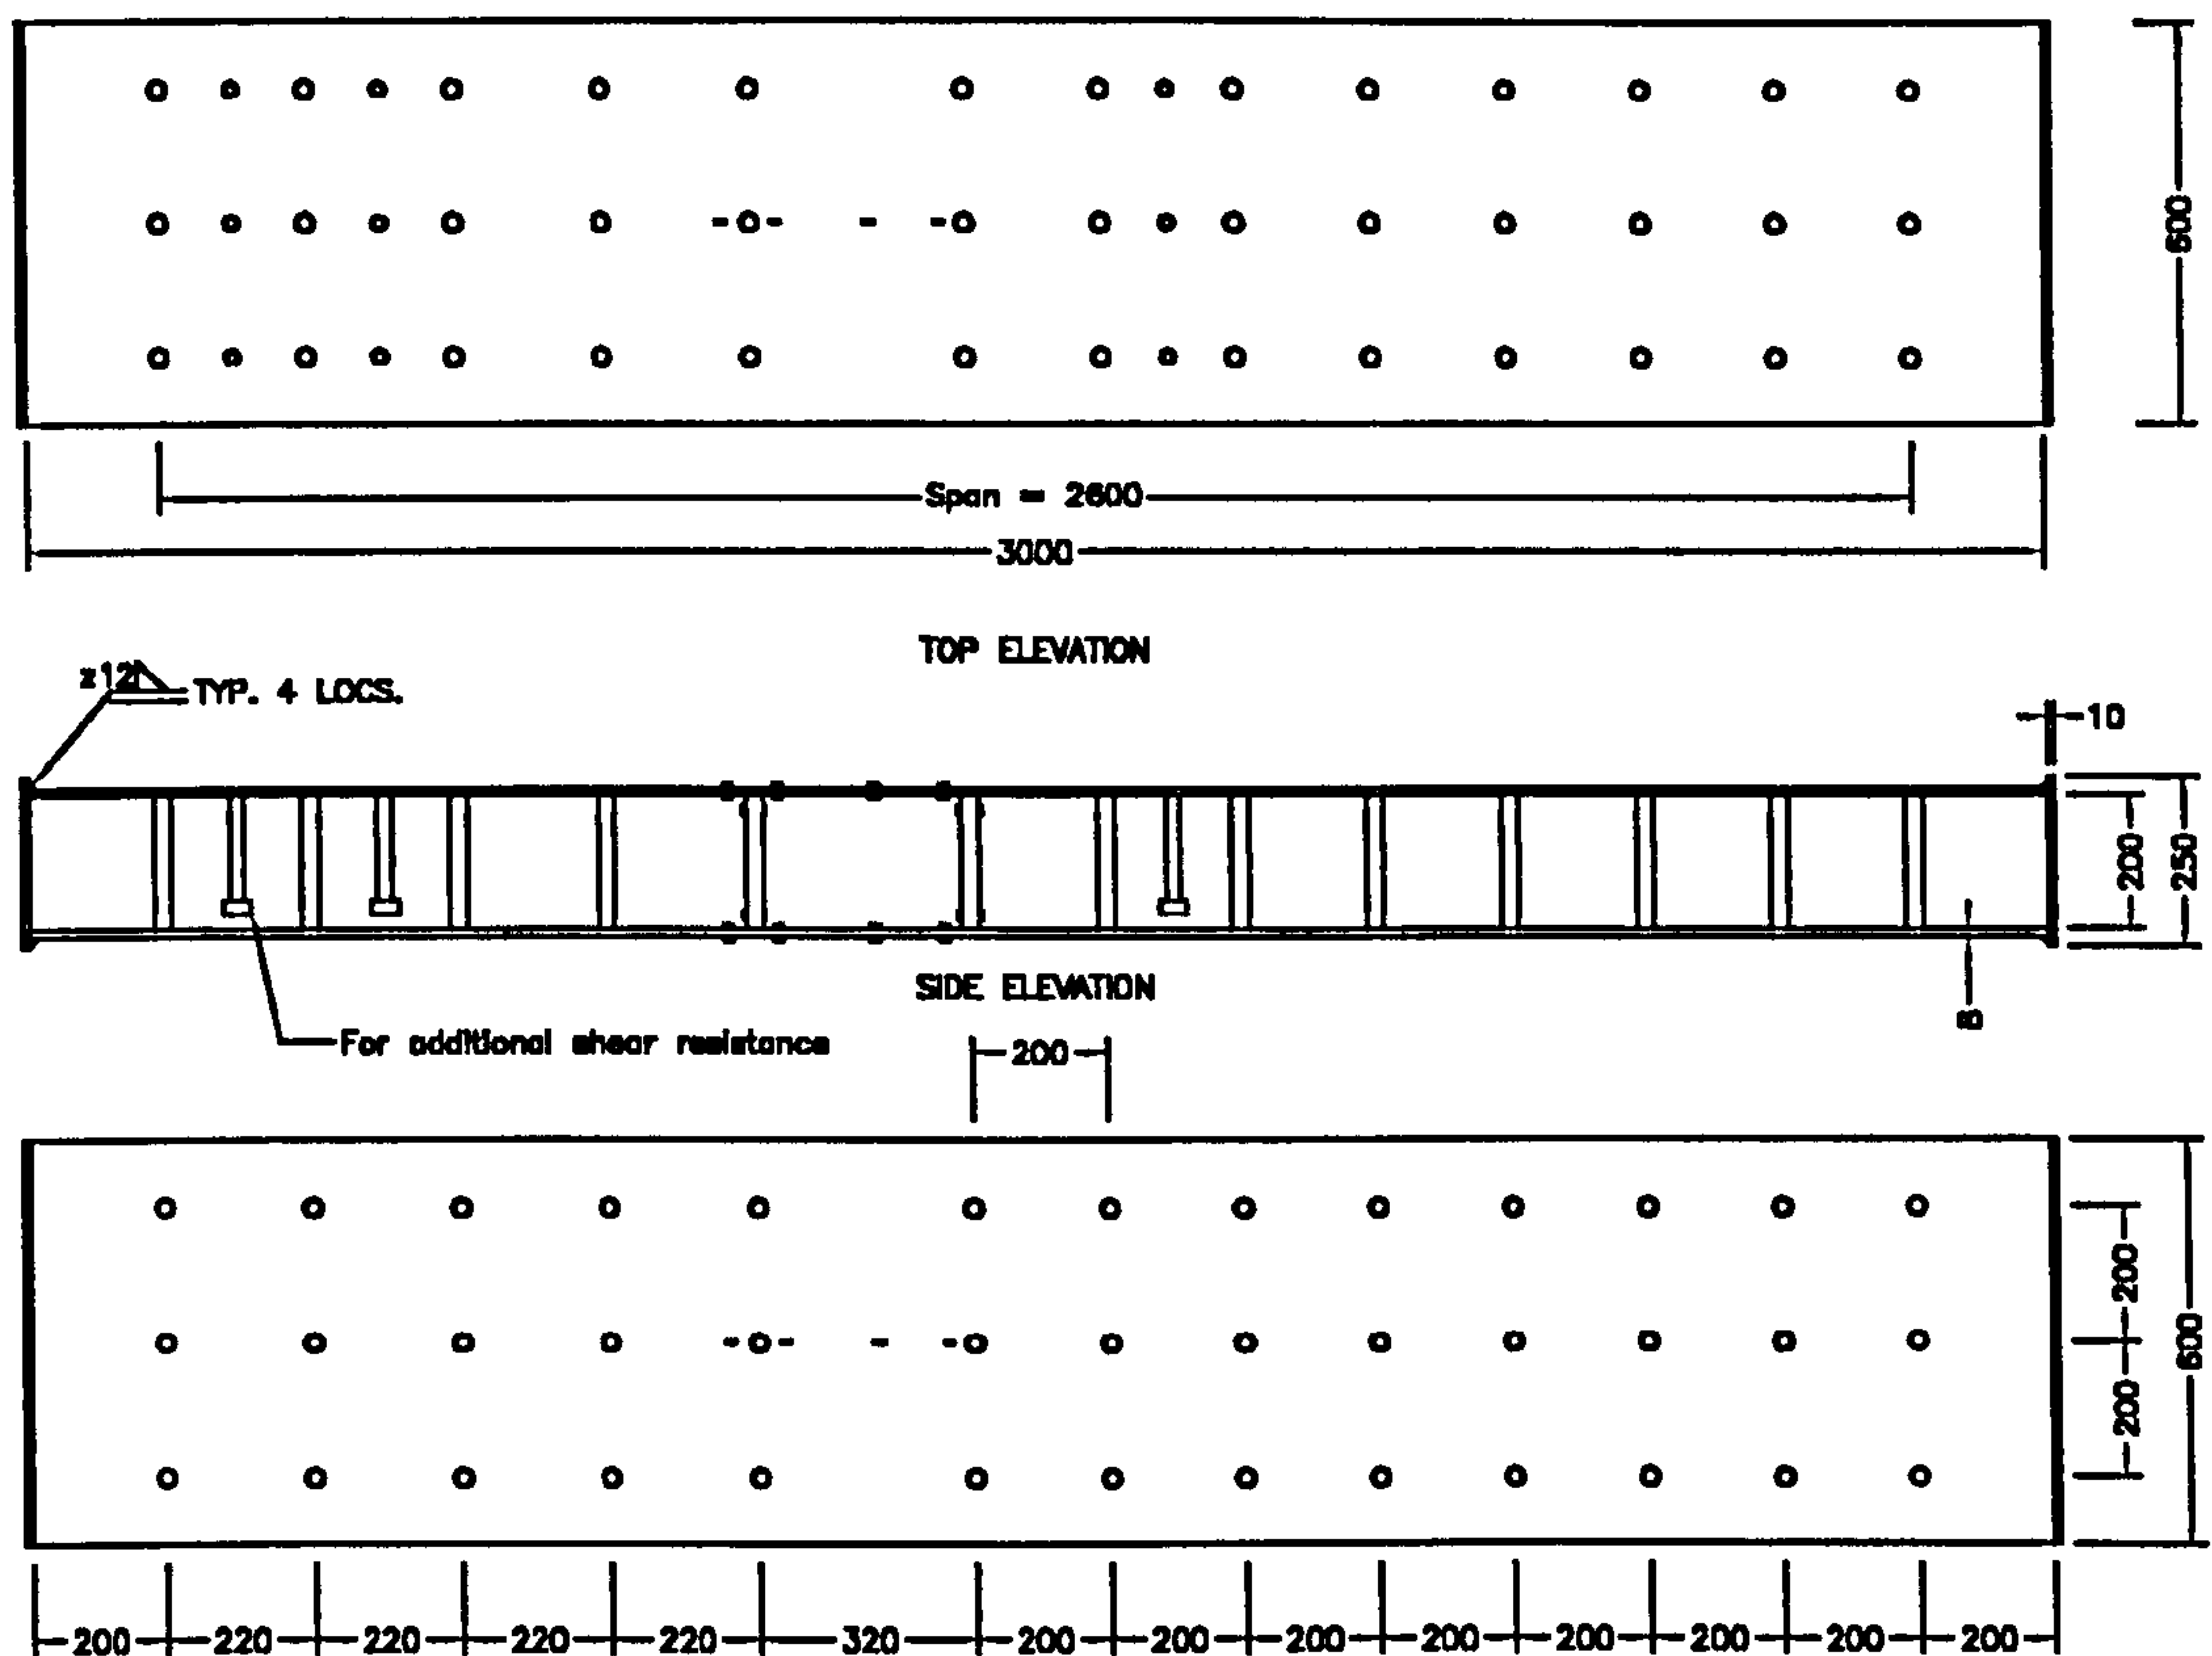 600
Span = 2600
3000
TOP ELEVATION
z12
TYP. 4 LOCS.
10
200
250
SIDE ELEVATION
For additional shear resistance
200
200
200
600
200 220 220 220 220 320 200 200 200 200 200 200 200 200